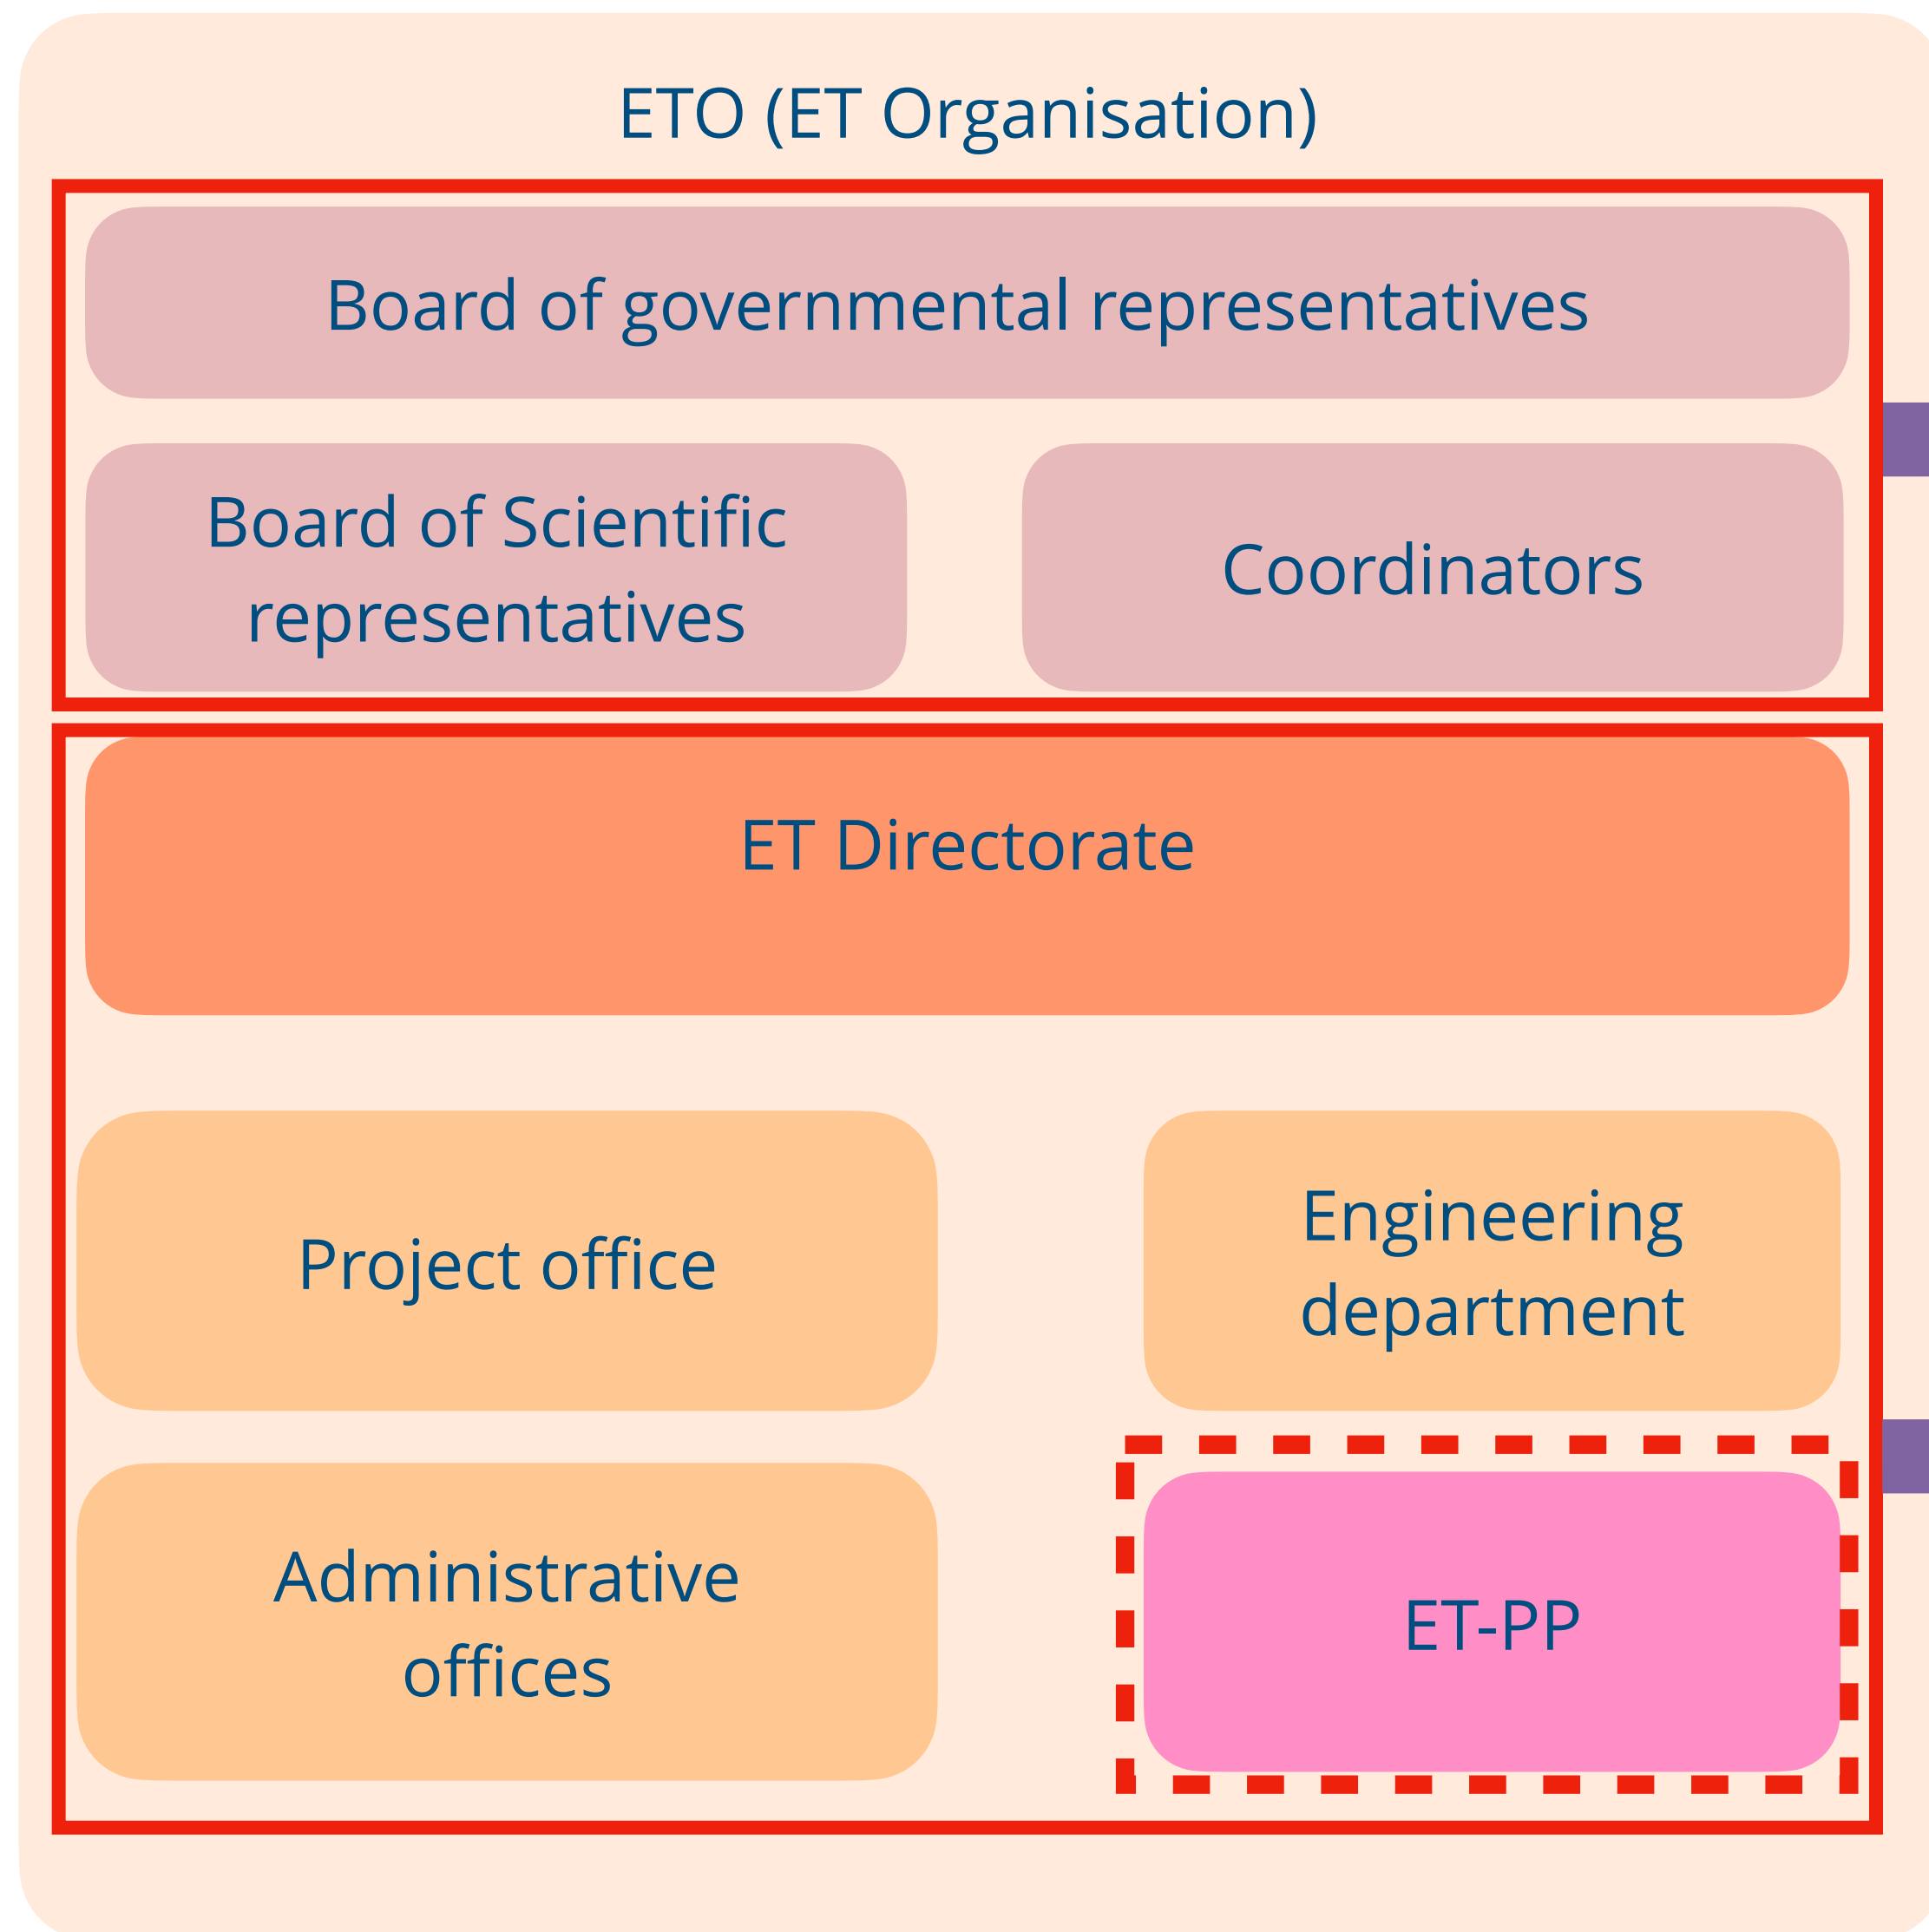 ETO (ET Organisation)
Board of governmental representatives
Board of Scientific
representatives
Coordinators
ET Directorate
Project office
Engineering
department
Administrative
offices
ET-PP